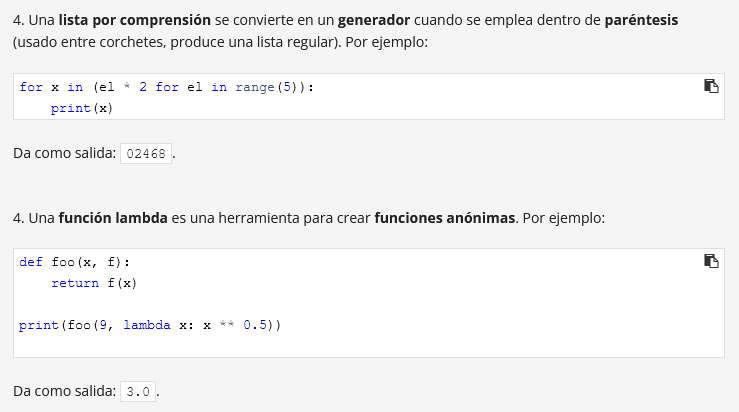 4. Una lista por comprensión se convierte en un generador cuando se emplea dentro de paréntesis
(usado entre corchetes, produce una lista regular). Por ejemplo:
for x in (el * 2 for el in range(5)):
    print(x)
Da como salida: 02468.
4. Una función lambda es una herramienta para crear funciones anónimas. Por ejemplo:
def foo(x, f):
    return f(x)
print(foo(9, lambda x: x ** 0.5))
Da como salida: 3.0.